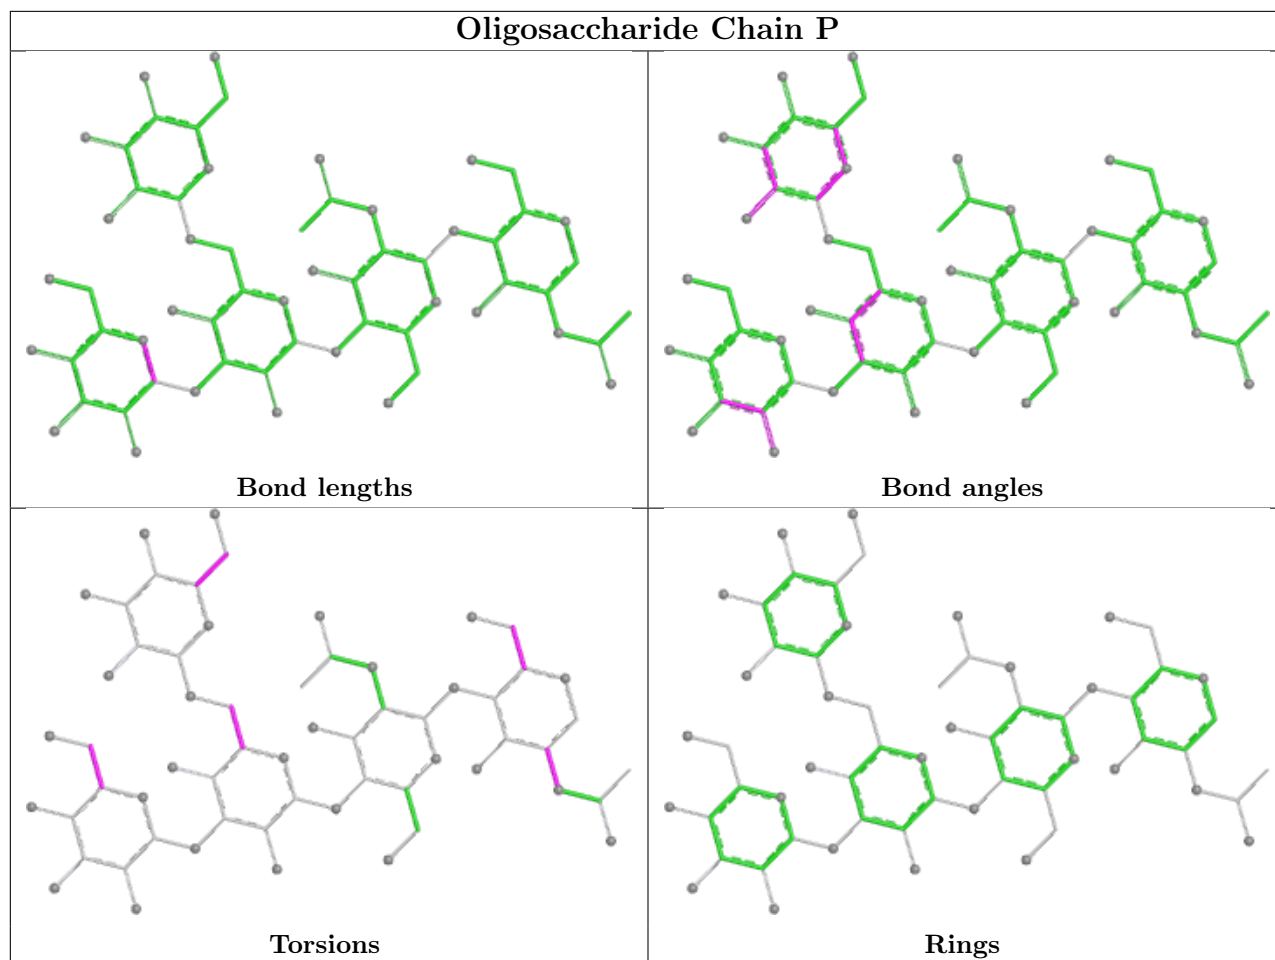 Oligosaccharide Chain P
Bond lengths
Bond angles
Torsions
Rings